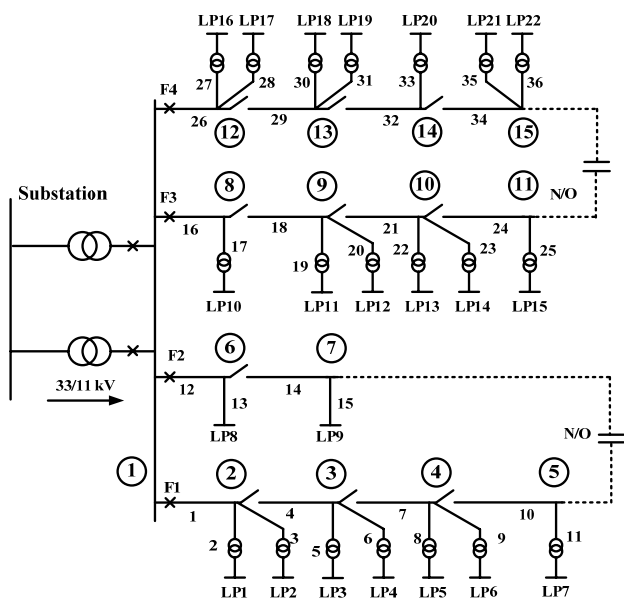 LP16 LP17 LP18 LP19 LP20 LP21 LP22
27 28 30 31 33 35 36
F4
26 29 32 34
12 13 14 15
N/O
Substation
8 9 10 11
F3
16 18 21 24
17 19 20 22 23 25
LP10 LP11 LP12 LP13 LP14 LP15
6 7
F2
33/11 kV
12 14
13 15
LP8 LP9
N/O
1 2 3 4 5
F1
1 4 7 10
2 3 5 6 8 9 11
LP1 LP2 LP3 LP4 LP5 LP6 LP7